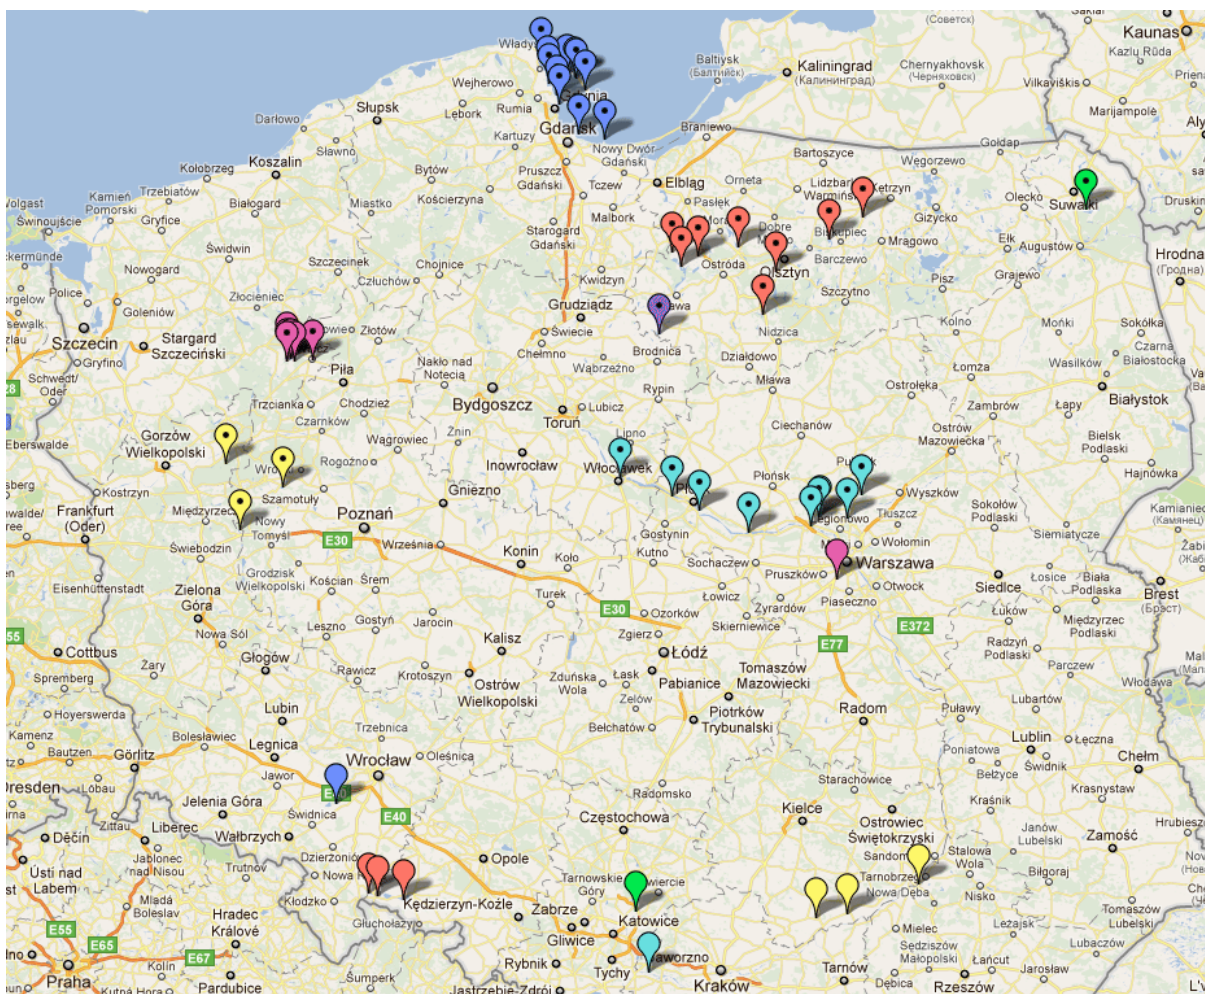 Sakiai
Kaunas
Kazlų Rūda
(Советск)
Baltiysk
(Балтийск)
Kaliningrad
(Калининград)
Chernyakhovsk
(Черняховск)
Vilkaviškis
Marijampolė
Wejherowo
Rumia
Lębork
Słupsk
Darłowo
Sławno
Gdańsk
Kartuzy
Nowy Dwór
Gdański
Braniewo
Bartoszyce
Węgorzewo
Gołdap
Koszalin
Kołobrzeg
Trzebiatów
Kamień
Pomorski
Gryfice
Białogard
Bytów
Miastko
Kościerzyna
Pruszcz
Gdański
Tczew
Malbork
Elbląg
Orneta
Pasłęk
Giżycko
Olecko
Suwałki
Wolgast
Świnoujście
Świdwin
Szczecinek
Starogard
Gdański
Mrągowo
Barczewo
Biskupiec
Ełk
Augustów
Hrodna
(Гродна)
Nowogard
Chojnice
Człuchów
Kwidzyn
Ostróda
Olsztyn
Szczytno
Pisz
Grajewo
Police
Goleniów
Złocieniec
Złotów
Grudziądz
Świecie
Chełmno
Nidzica
Kolno
Mońki
Sokółka
Szczecin
Stargard
Szczeciński
Gryfino
Piła
Nakło nad
Notecią
Wąbrzeźno
Brodnica
Działdowo
Mława
Łomża
Wasilków
Czarna
Białostocka
Schwedt/
Oder
Bydgoszcz
Toruń
Lubicz
Rypin
Ostrołęka
Białystok
Łapy
Trzcianka
Chodzież
Czarnków
Wągrowiec
Żnin
Lipno
Ciechanów
Zambrów
Ostrów
Mazowiecka
Bielsk
Podlaski
Hajnówka
Eberswalde
Gorzów
Wielkopolski
Rogoźno
Inowrocław
Włocławek
Płońsk
Wyszków
Sokołów
Podlaski
Kostrzyn
Szamotuły
Gniezno
Frankfurt
(Oder)
Międzyrzecz
Nowy
Tomyśl
Poznań
Gostynin
Kutno
Legionowo
Tłuszcz
Wołomin
Siemiatycze
Świebodzin
E30
Września
Konin
Koło
Sochaczew
Pruszków
Warszawa
Eisenhüttenstadt
Grodzisk
Wielkopolski
Kościan
Śrem
Turek
E30
Ozorków
Łowicz
Żyrardów
Skierniewice
Piaseczno
Otwock
Siedlce
Łosice
Biała
Podlaska
Brest
(Брэст)
Zielona
Góra
Nowa Sól
Leszno
Gostyń
Jarocin
Kalisz
Zgierz
Łódź
E77
E372
Łuków
Radzyń
Podlaski
Międzyrzec
Podlaski
E55
Cottbus
Żary
Głogów
Rawicz
Krotoszyn
Ostrów
Wielkopolski
Zduńska
Wola
Łask
Pabianice
Tomaszów
Mazowiecki
Parczew
Włodawa
Spremberg
Hoyerswerda
Lubin
Zelów
Bełchatów
Piotrków
Trybunalski
Radom
Puławy
Lubartów
Kamenz
Bautzen
Görlitz
Bolesławiec
Legnica
Trzebnica
Oleśnica
Lublin
Łęczna
Świdnik
Chełm
Poniatowa
Bełżyce
Dresden
Löbau
Jawor
Wrocław
Radomsko
Starachowice
Kraśnik
Krasnystaw
Jelenia Góra
E40
Świdnica
Częstochowa
Kielce
Ostrowiec
Świętokrzyski
Janów
Lubelski
Zamość
Děčín
Zittau
Liberec
Wałbrzych
Dzierżoniów
Opole
Stalowa
Wola
Biłgoraj
Ústí nad
Labem
Jablonec
nad Nisou
Trutnov
Kłodzko
Kędzierzyn-Koźle
Tarnowskie
Góry
Tarnobrzeg
Nowa Dęba
Nisko
Mladá
Boleslav
Hradec
Králové
Głuchołazy
Zabrze
Gliwice
Katowice
Mielec
Leżajsk
Tomaszów
Lubelski
E55
E65
E67
Praha
Kolín
Kutná Hora
Pardubice
Šumperk
Rybnik
Tychy
Jaworzno
Jastrzębie-Zdrój
Kraków
Tarnów
Dębica
Sędziszów
Małopolski
Rzeszów
Łańcut
Jarosław
Lubaczów